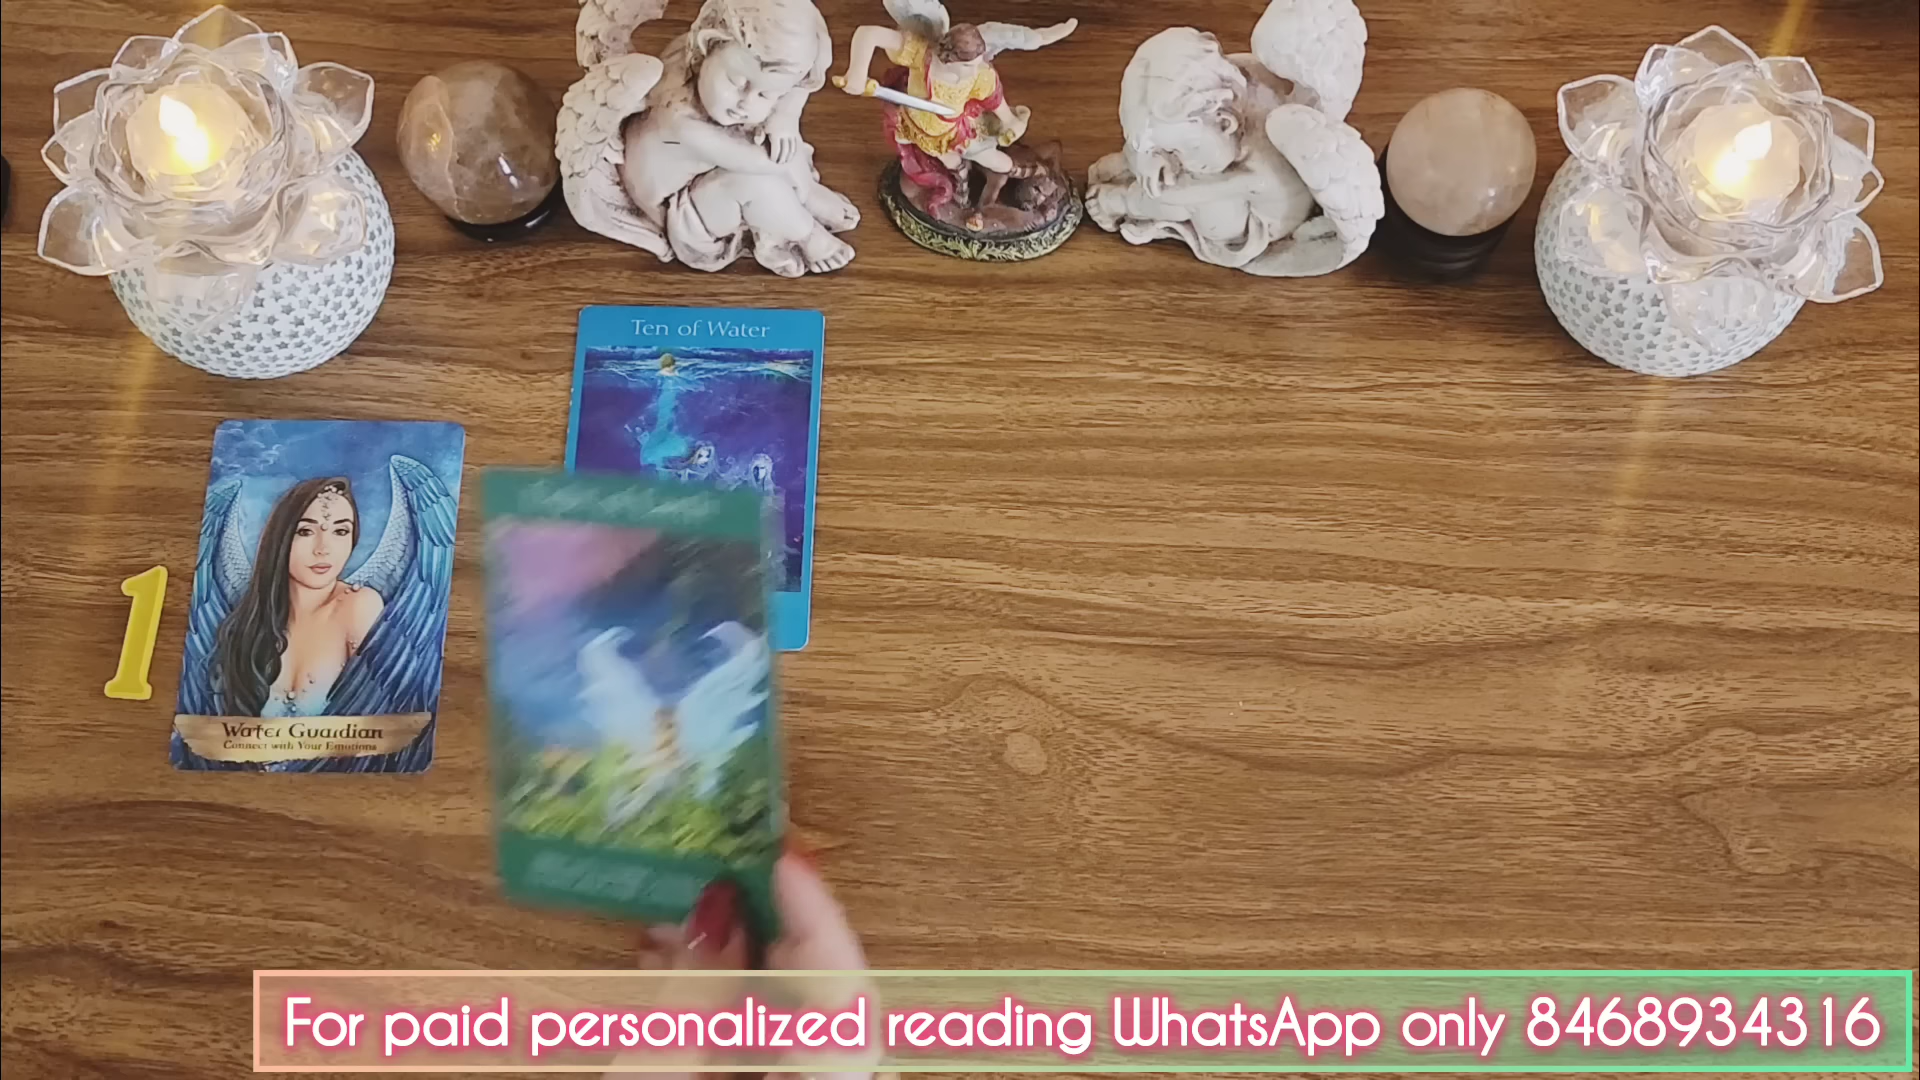 Ten of Water
1
Water Guardian
Connect with Your Emotions
For paid personalized reading WhatsApp only 8468934316